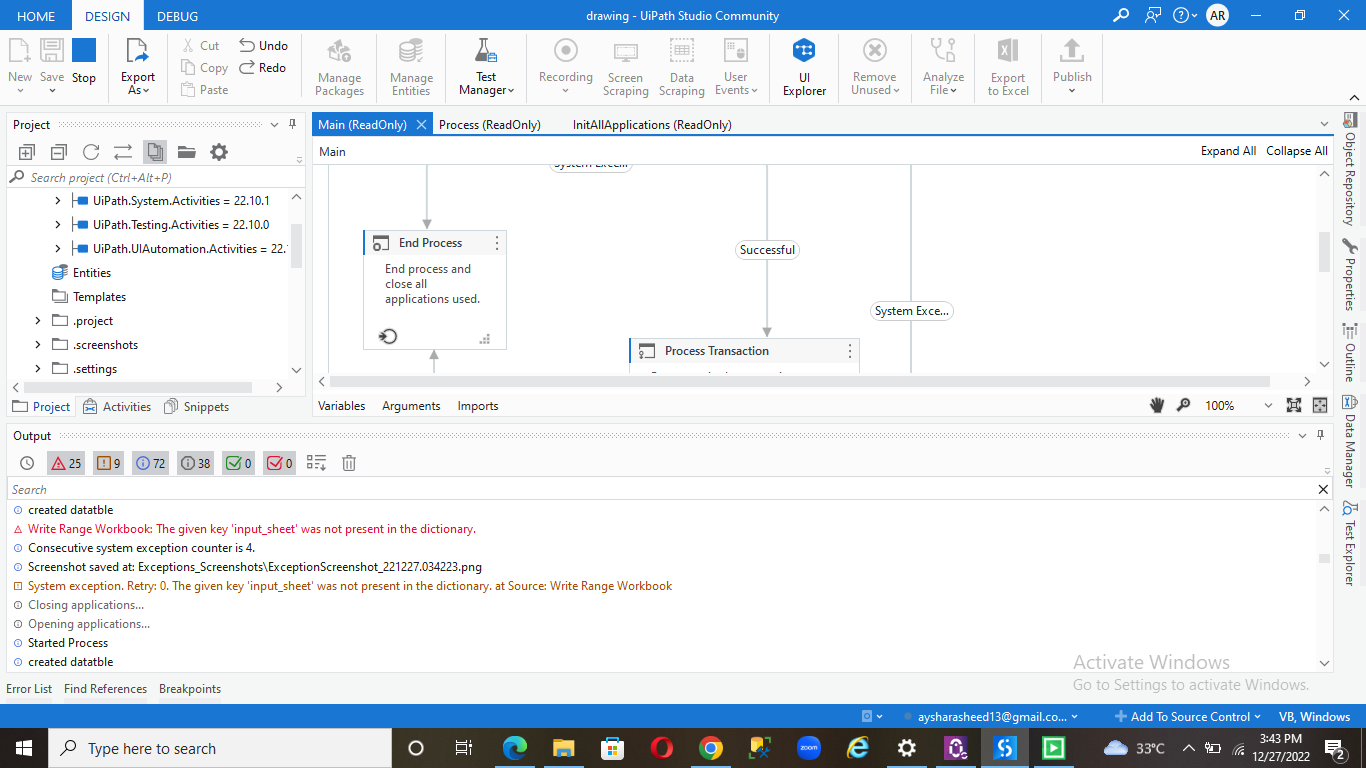 HOME DESIGN DEBUG drawing - UiPath Studio Community AR
New Save Stop Export As Cut Copy Paste Undo Redo Manage Packages Manage Entities Test Manager Recording Screen Scraping Data Scraping User Events UI Explorer Remove Unused Analyze File Export to Excel Publish
Project
Search project (Ctrl+Alt+P)
UiPath.System.Activities = 22.10.1
UiPath.Testing.Activities = 22.10.0
UiPath.UIAutomation.Activities = 22.
Entities
Templates
.project
.screenshots
.settings
Project Activities Snippets
Main (ReadOnly) Process (ReadOnly) InitAllApplications (ReadOnly)
Main Expand All Collapse All
System Exce...
End Process
End process and
close all
applications used.
Successful
System Exce...
Process Transaction
Variables Arguments Imports 100%
Object Repository
Properties
Outline
Data Manager
Test Explorer
Output
25 9 72 38 0 0
Search
created datatble
Write Range Workbook: The given key 'input_sheet' was not present in the dictionary.
Consecutive system exception counter is 4.
Screenshot saved at: Exceptions_Screenshots\ExceptionScreenshot_221227.034223.png
System exception. Retry: 0. The given key 'input_sheet' was not present in the dictionary. at Source: Write Range Workbook
Closing applications...
Opening applications...
Started Process
created datatble
Activate Windows
Go to Settings to activate Windows.
Error List Find References Breakpoints
aysharasheed13@gmail.co... Add To Source Control VB, Windows
Type here to search zoom 33°C 3:43 PM
12/27/2022 2